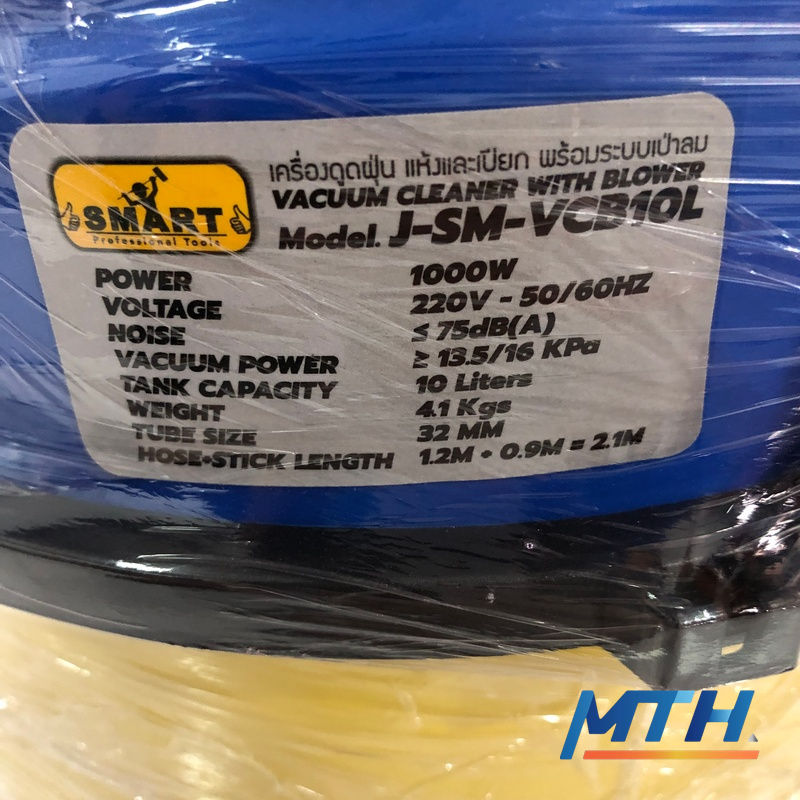 เครื่องดูดฝุ่น แห้งและเปียก พร้อมระบบเป่าลม
VACUUM CLEANER WITH BLOWER
Model. J-SM-VCB10L
SMART
Professional Tools
POWER 1000W
VOLTAGE 220V - 50/60HZ
NOISE ≤ 75dB(A)
VACUUM POWER ≥ 13.5/16 KPa
TANK CAPACITY 10 Liters
WEIGHT 4.1 Kgs
TUBE SIZE 32 MM
HOSE+STICK LENGTH 1.2M + 0.9M = 2.1M
MTH